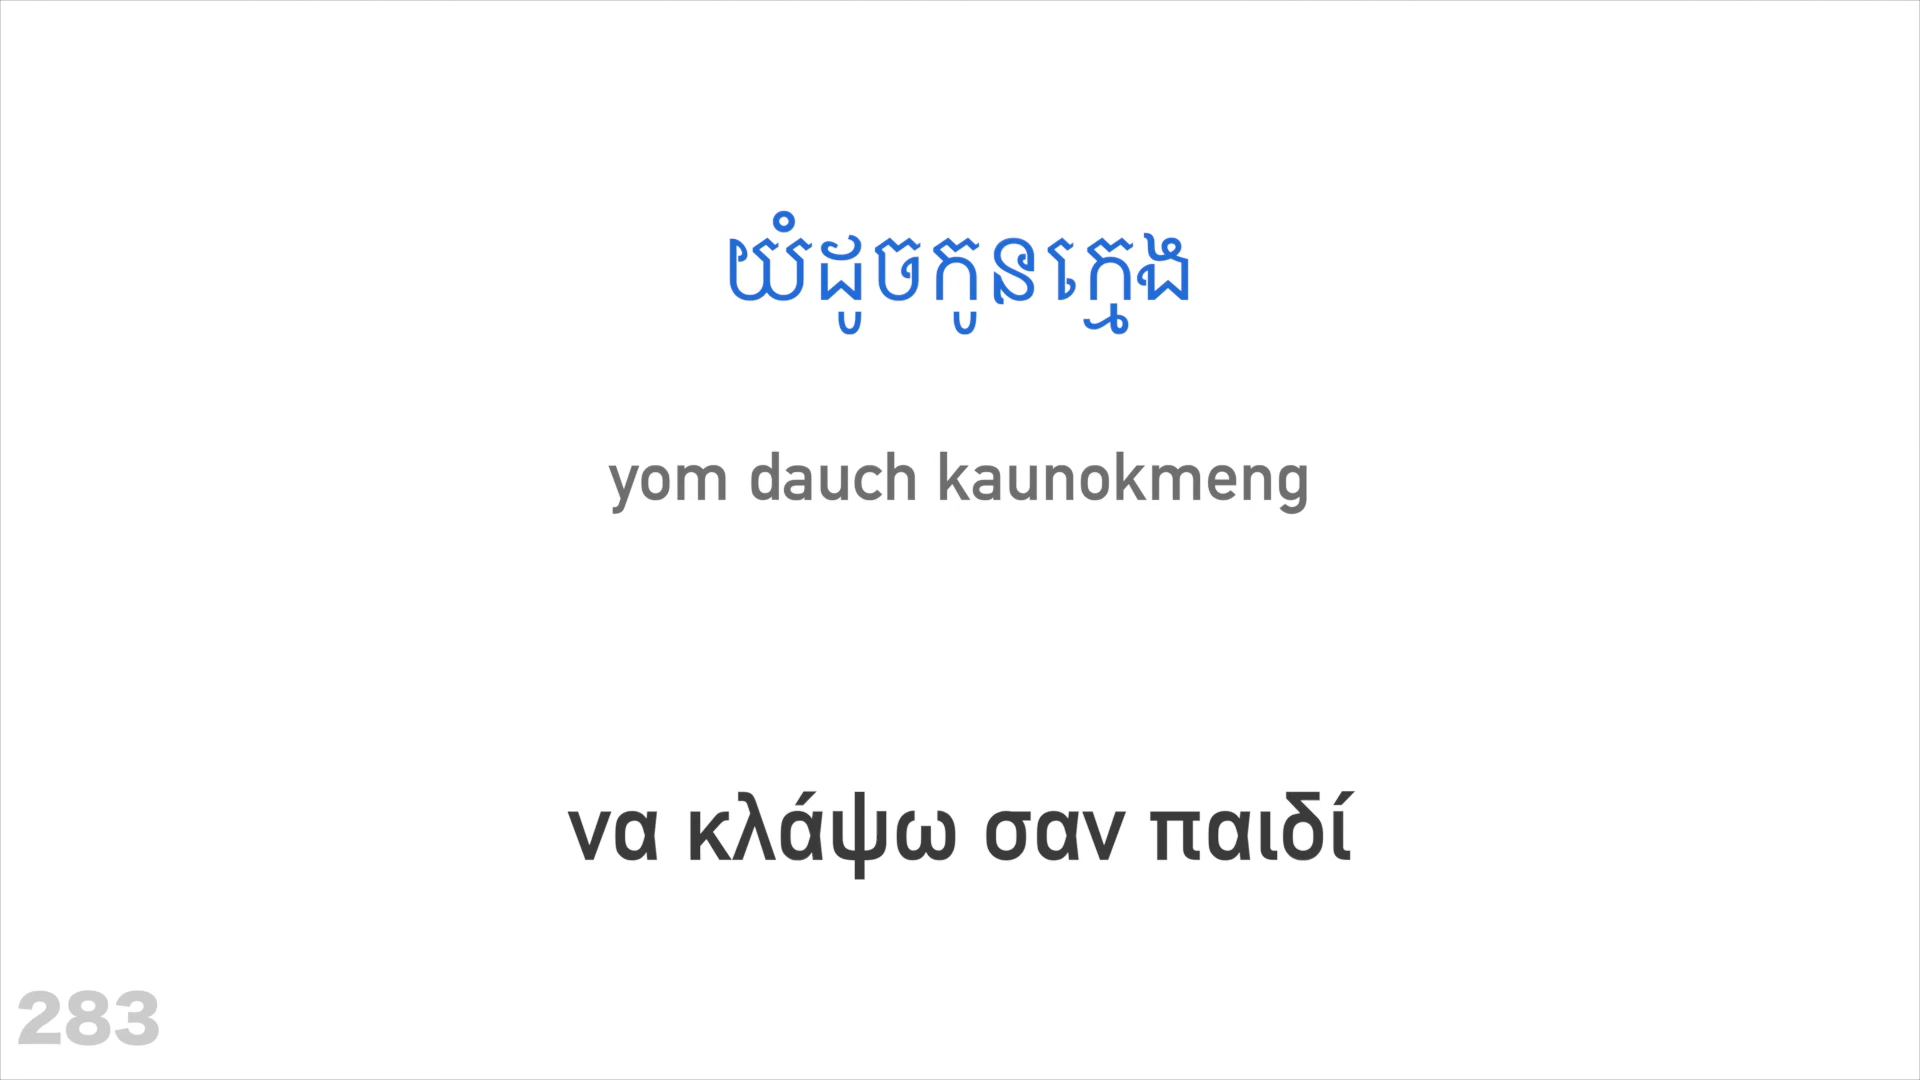 យំដូចកូនក្មេង
yom dauch kaunokmeng
να κλάψω σαν παιδί
283